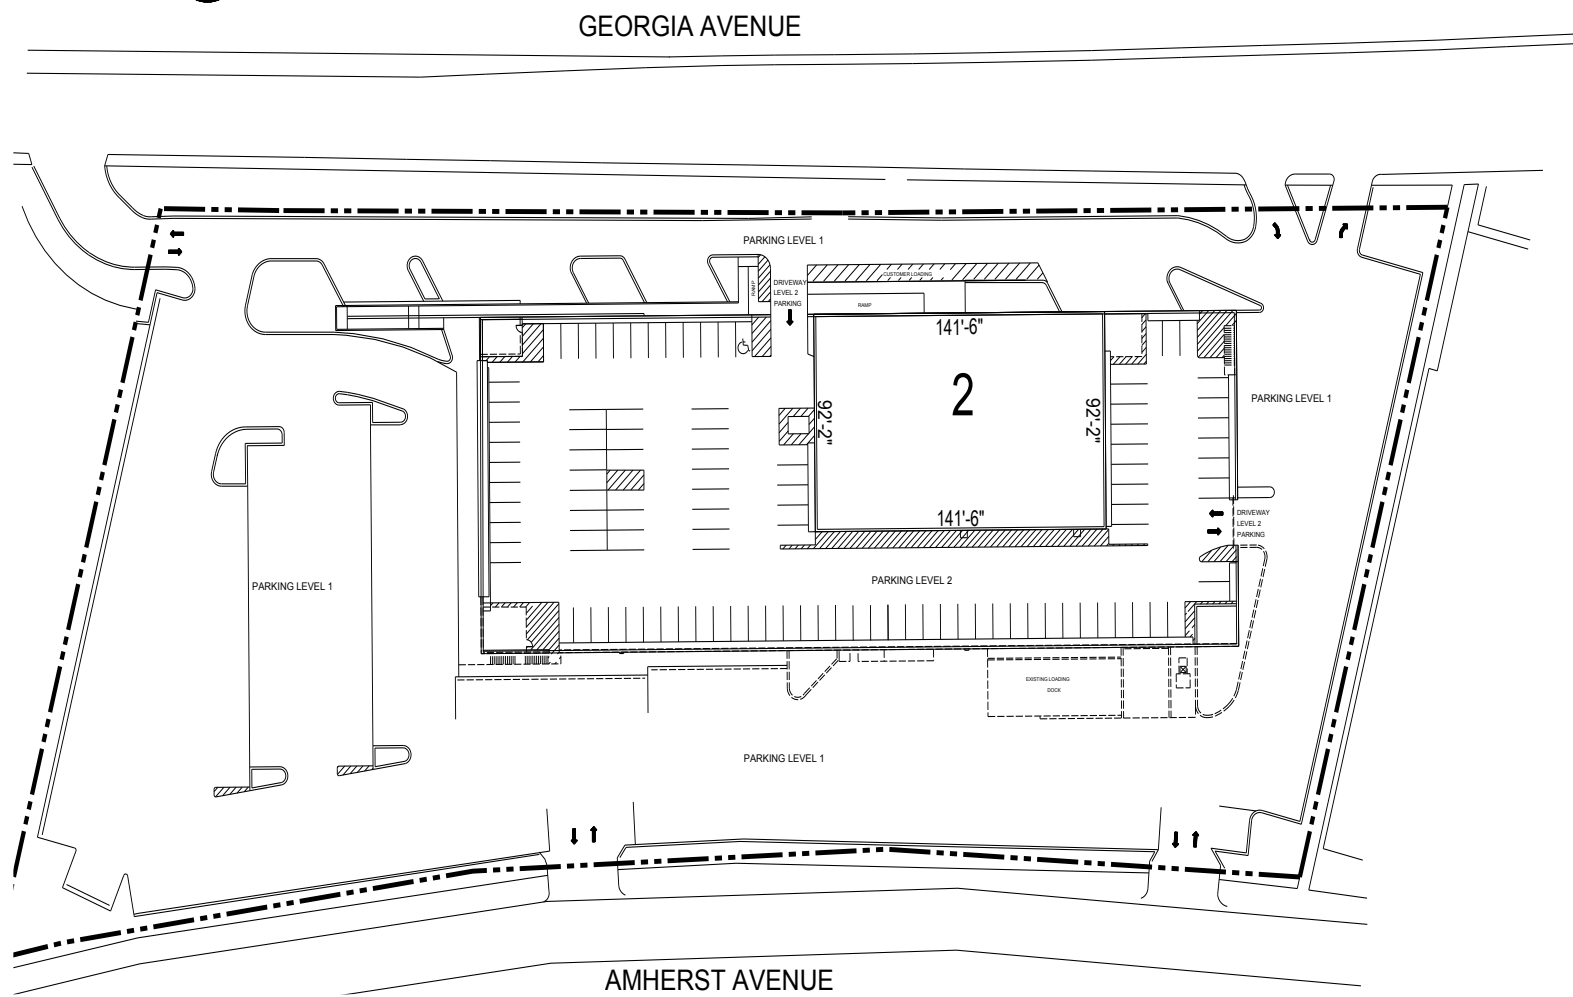 GEORGIA AVENUE
PARKING LEVEL 1
CUSTOMER LOADING
RAMP
DRIVEWAY
LEVEL 2
PARKING
RAMP
141'-6"
2
92'-2"
92'-2"
PARKING LEVEL 1
141'-6"
DRIVEWAY
LEVEL 2
PARKING
PARKING LEVEL 1
PARKING LEVEL 2
EXISTING LOADING
DOCK
PARKING LEVEL 1
AMHERST AVENUE